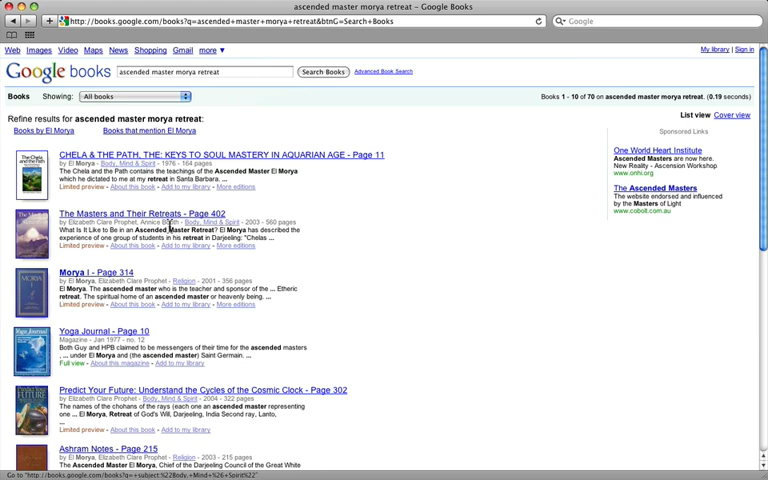 ascended master morya retreat - Google Books
http://books.google.com/books?q=ascended+master+morya+retreat&btnG=Search+Books
Google
Web Images Video Maps News Shopping Gmail more ▼
My library | Sign in
Google books
ascended master morya retreat
Search Books
Advanced Book Search
Books Showing: All books
Books 1 - 10 of 70 on ascended master morya retreat. (0.19 seconds)
Refine results for ascended master morya retreat:
List view Cover view
Books by El Morya Books that mention El Morya
Sponsored Links
CHELA & THE PATH, THE: KEYS TO SOUL MASTERY IN AQUARIAN AGE - Page 11
by El Morya - Body, Mind & Spirit - 1976 - 164 pages
The Chela and the Path contains the teachings of the Ascended Master El Morya
which he dictated to me at my retreat in Santa Barbara. ...
Limited preview - About this book - Add to my library - More editions
One World Heart Institute
Ascended Masters are now here.
New Reality - Ascension Workshop
www.onhi.org
The Ascended Masters
The website endorsed and influenced
by the Masters of Light
www.cobolt.com.au
The Masters and Their Retreats - Page 402
by Elizabeth Clare Prophet, Annice Booth - Body, Mind & Spirit - 2003 - 560 pages
What Is It Like to Be in an Ascended Master Retreat? El Morya has described the
experience of one group of students in his retreat in Darjeeling: "Chelas ...
Limited preview - About this book - Add to my library - More editions
Morya I - Page 314
by El Morya, Elizabeth Clare Prophet - Religion - 2001 - 356 pages
El Morya. The ascended master who is the teacher and sponsor of the ... Etheric
retreat. The spiritual home of an ascended master or heavenly being. ...
Limited preview - About this book - Add to my library - More editions
Yoga Journal - Page 10
Magazine - Jan 1977 - no. 12
Both Guy and HPB claimed to be messengers of their time for the ascended masters
, ... under El Morya and (the ascended master) Saint Germain. ...
Full view - About this magazine - Add to my library
Predict Your Future: Understand the Cycles of the Cosmic Clock - Page 302
by Elizabeth Clare Prophet - Body, Mind & Spirit - 2004 - 322 pages
The names of the chohans of the rays (each one an ascended master representing
one ... El Morya, Retreat of God's Will, Darjeeling, India Second ray, Lanto,
...
Limited preview - About this book - Add to my library
Ashram Notes - Page 215
by El Morya, Elizabeth Clare Prophet - Religion - 2003 - 215 pages
The Ascended Master El Morya, Chief of the Darjeeling Council of the Great White
Go to "http://books.google.com/books?q=+subject:%22Body,+Mind+%26+Spirit%22"